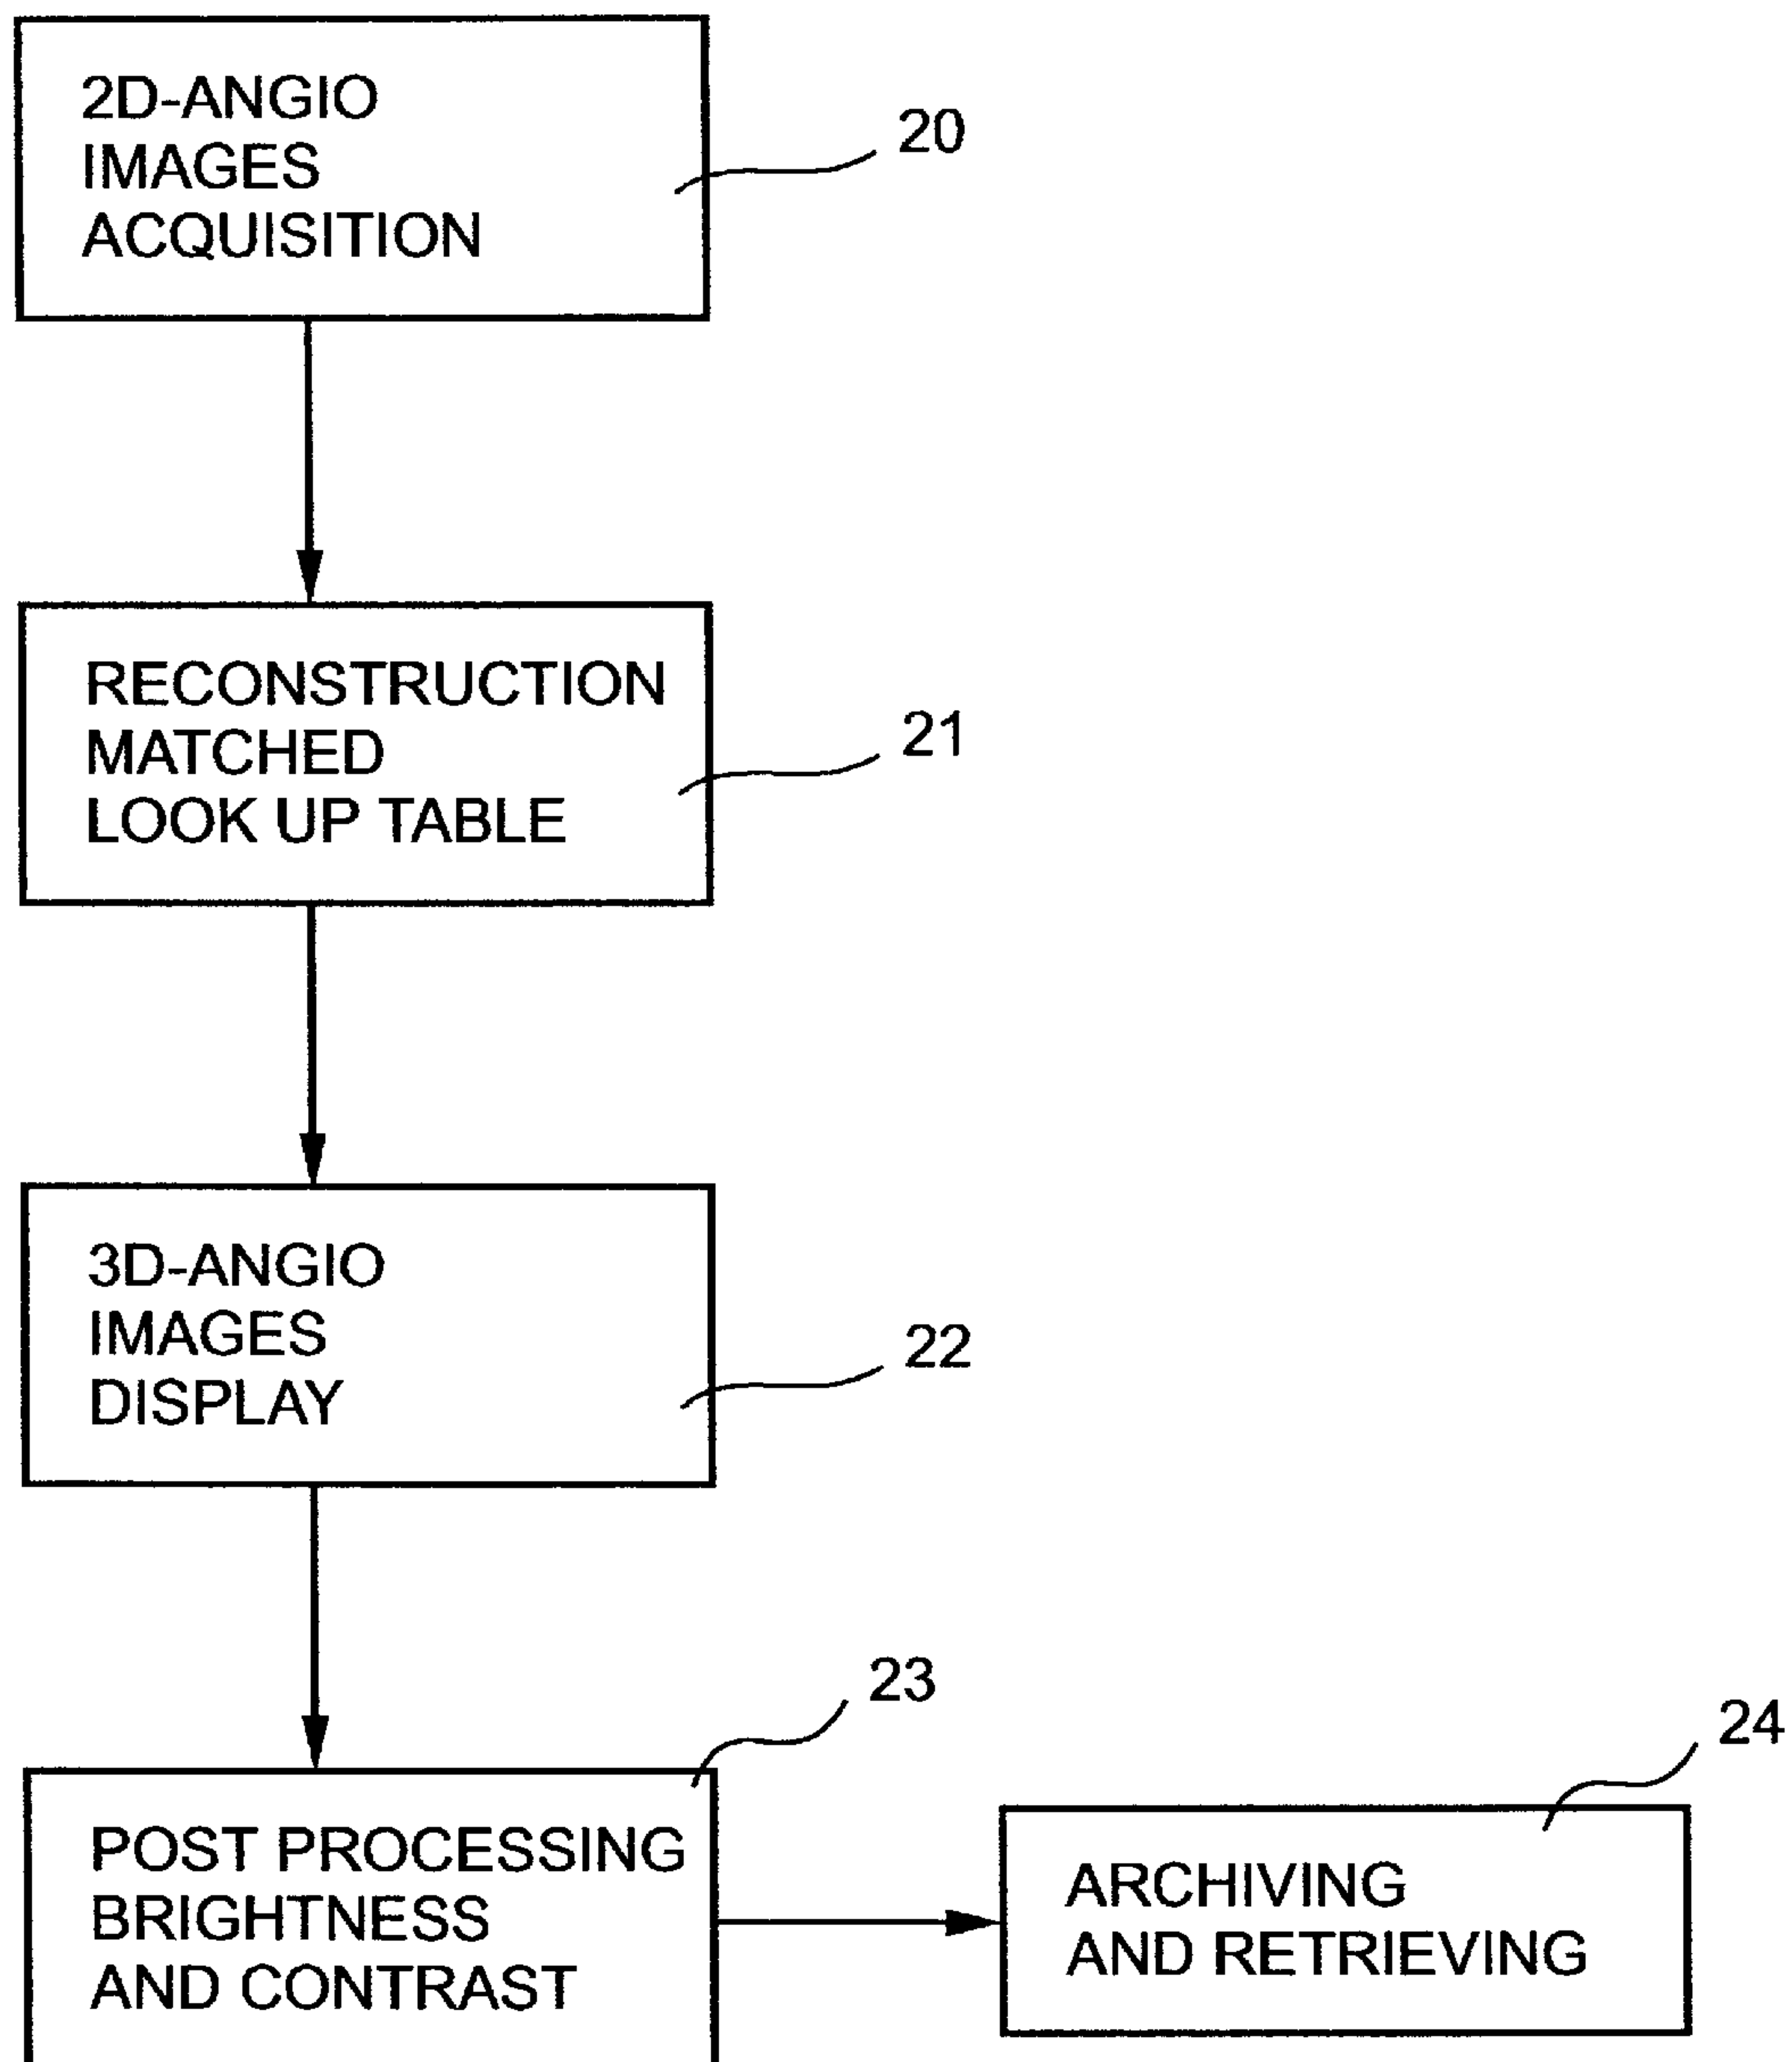 2D-ANGIO
IMAGES
ACQUISITION
20
RECONSTRUCTION
MATCHED
LOOK UP TABLE
21
3D-ANGIO
IMAGES
DISPLAY
22
23
POST PROCESSING
BRIGHTNESS
AND CONTRAST
24
ARCHIVING
AND RETRIEVING